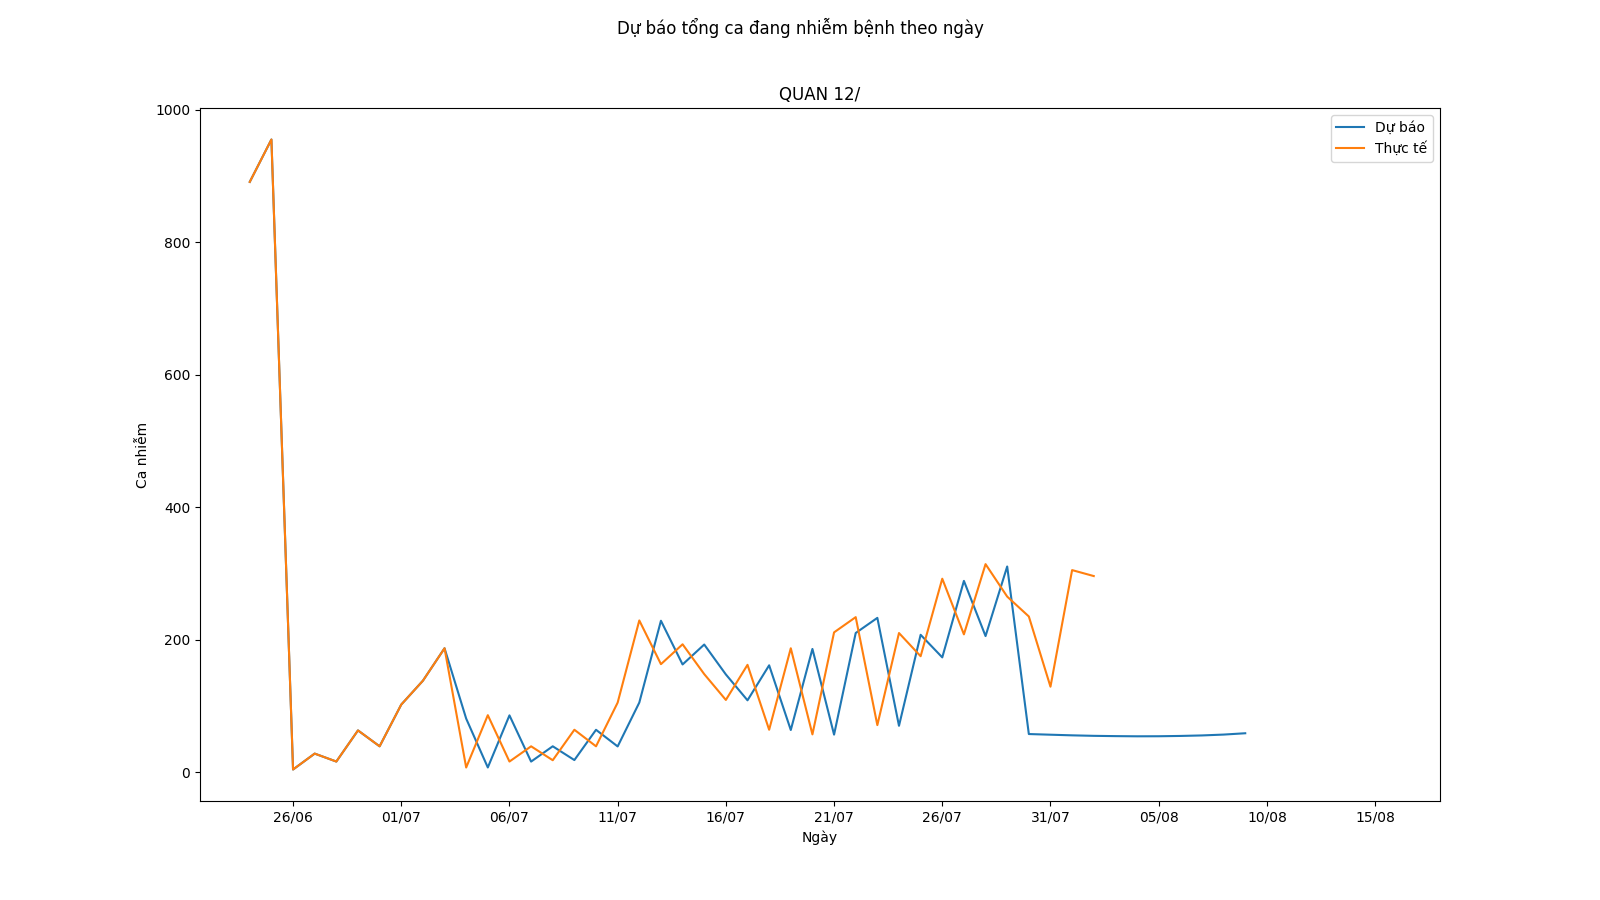 Dự báo tổng ca đang nhiễm bệnh theo ngày
QUAN 12/
1000
800
600
400
200
0
Ca nhiễm
Dự báo
Thực tế
26/06 01/07 06/07 11/07 16/07 21/07 26/07 31/07 05/08 10/08 15/08
Ngày